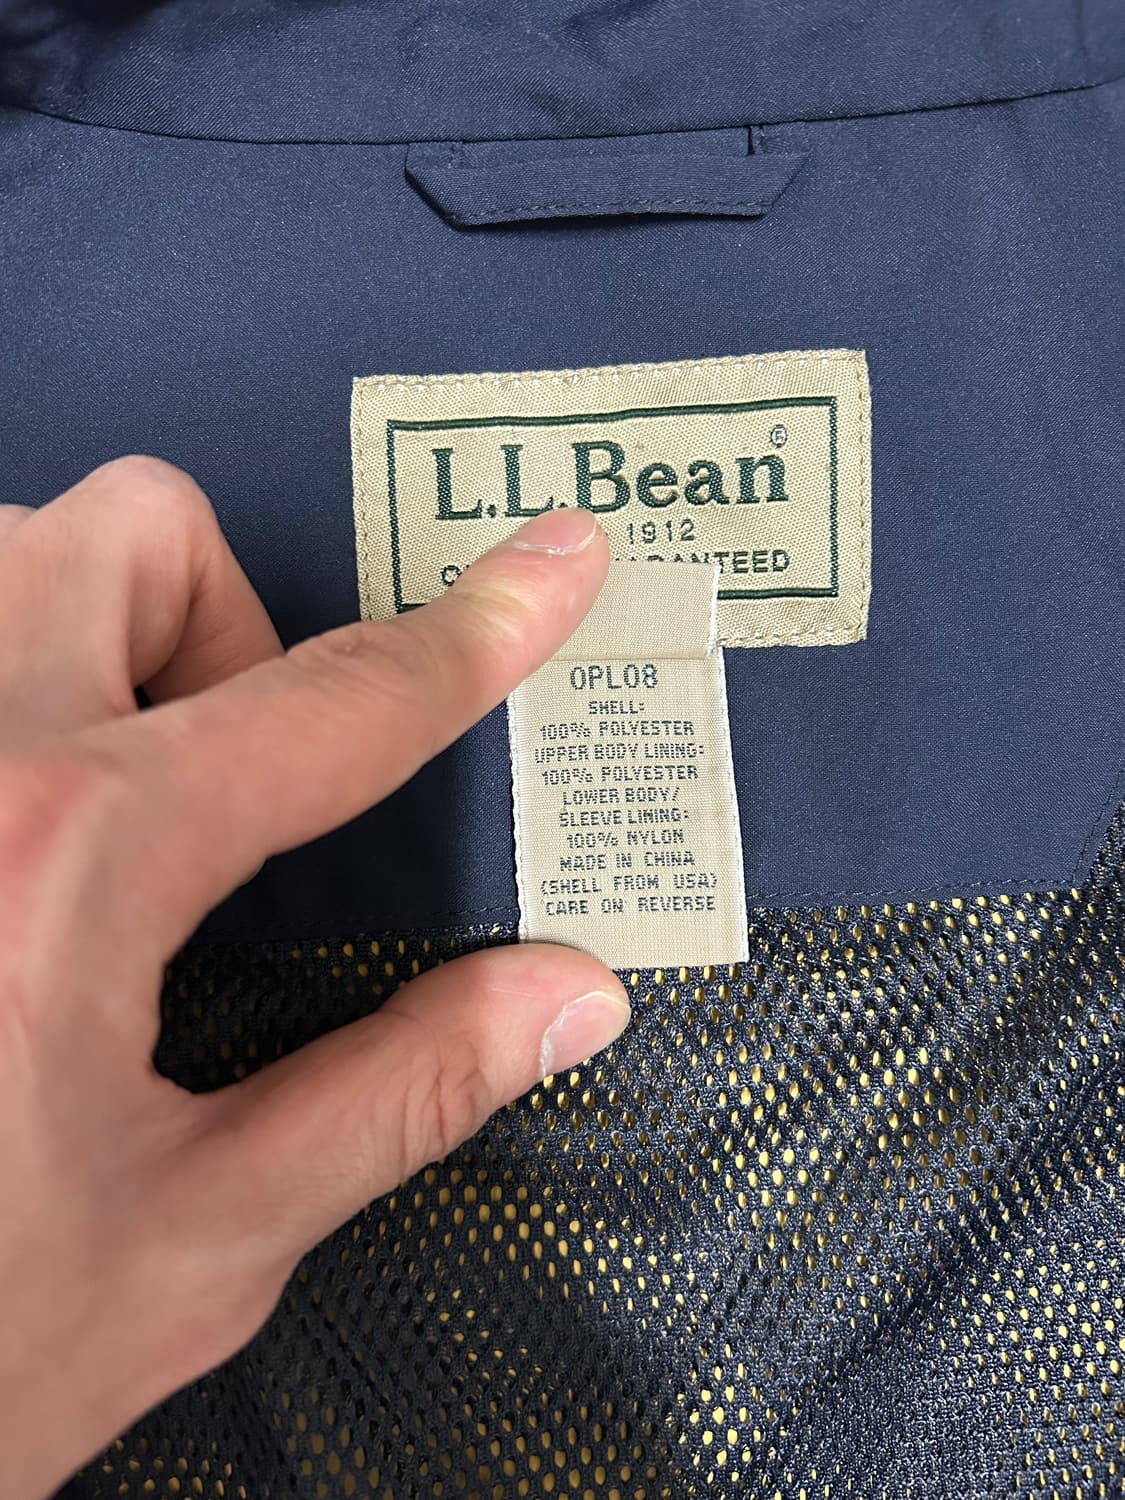 L.L.Bean®
1912
0PL08
SHELL:
100% POLYESTER
UPPER BODY LINING:
100% POLYESTER
LOWER BODY/
SLEEVE LINING:
100% NYLON
MADE IN CHINA
(SHELL FROM USA)
CARE ON REVERSE